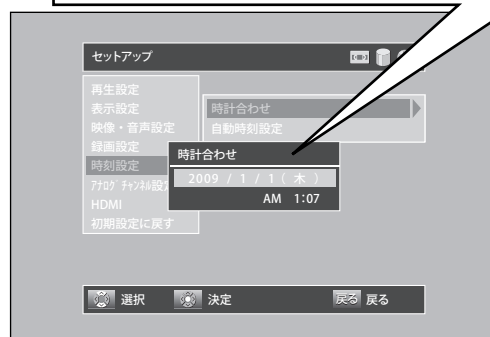 セットアップ
再生設定
表示設定
映像・音声設定
録画設定
時刻設定
アナログチャンネル設
HDMI
初期設定に戻す
時計合わせ
自動時刻設定
時計合わせ
2009 / 1 / 1 ( 木 )
AM 1:07
選択 決定 戻る 戻る